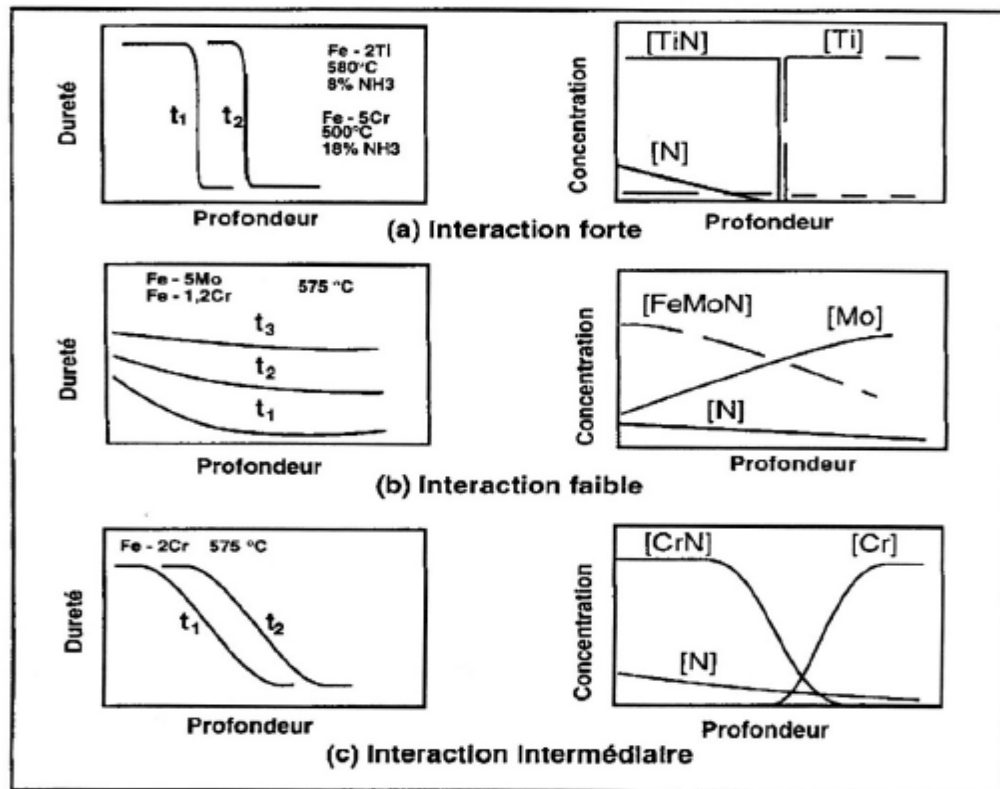 Fe - 2Ti
580°C
8% NH3
Fe - 5Cr
500°C
18% NH3
t1
t2
Dureté
Profondeur
[TiN]
[Ti]
[N]
Concentration
Profondeur
(a) Interaction forte
Fe - 5Mo
Fe - 1,2Cr
575 °C
t3
t2
t1
Dureté
Profondeur
[FeMoN]
[Mo]
[N]
Concentration
Profondeur
(b) Interaction faible
Fe - 2Cr 575 °C
t1
t2
Dureté
Profondeur
[CrN]
[Cr]
[N]
Concentration
Profondeur
(c) Interaction Intermédiaire